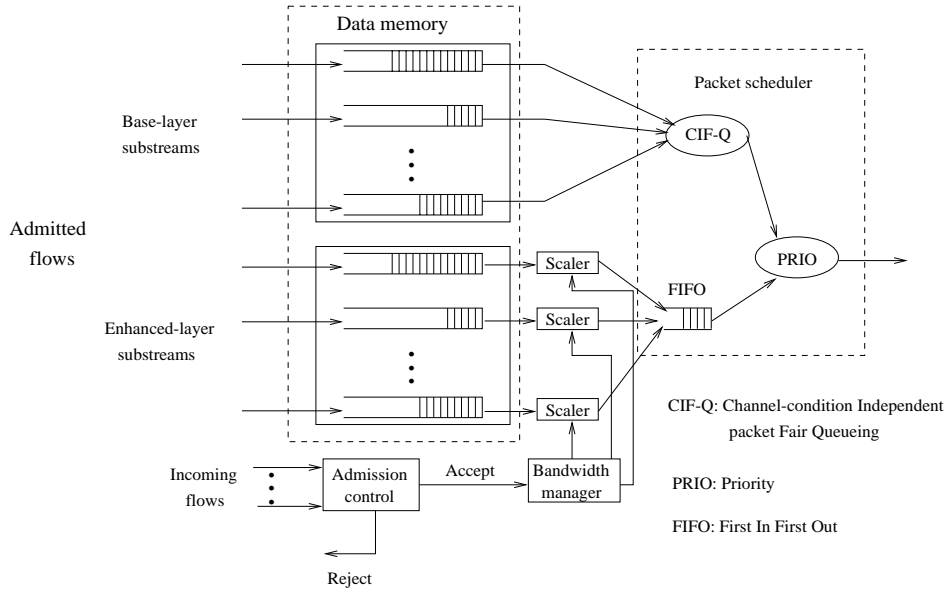 Data memory
Packet scheduler
Base-layer
substreams
CIF-Q
Admitted
flows
PRIO
Scaler
FIFO
Enhanced-layer
substreams
Scaler
Scaler
CIF-Q: Channel-condition Independent
packet Fair Queueing
Incoming
flows
Admission
control
Accept
Bandwidth
manager
PRIO: Priority
FIFO: First In First Out
Reject